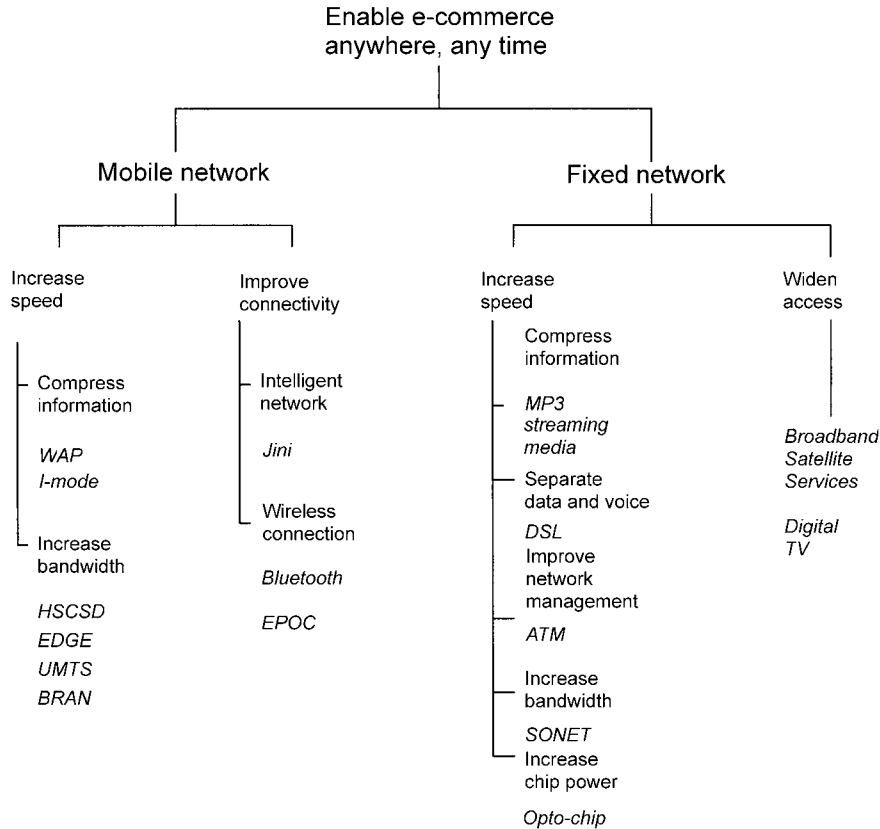 Enable e-commerce
anywhere, any time
Mobile network
Fixed network
Increase
speed
Compress
information
WAP
I-mode
Increase
bandwidth
HSCSD
EDGE
UMTS
BRAN
Improve
connectivity
Intelligent
network
Jini
Wireless
connection
Bluetooth
EPOC
Increase
speed
Compress
information
MP3
streaming
media
Separate
data and voice
DSL
Improve
network
management
ATM
Increase
bandwidth
SONET
Increase
chip power
Opto-chip
Widen
access
Broadband
Satellite
Services
Digital
TV